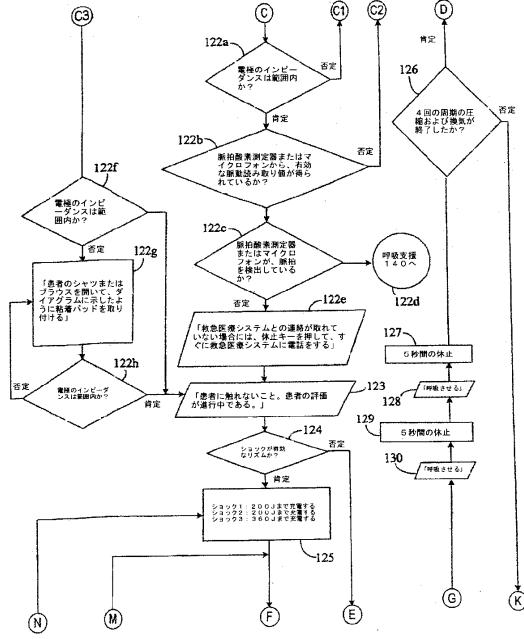 C3
C
C1
C2
D
122a
電極のインピー
ダンスは範囲内
か？
否定
肯定
122b
脈拍酸素測定器またはマ
イクロフォンから、有効
な脈動読み取り値が得ら
れているか？
否定
肯定
122c
脈拍酸素測定器
またはマイクロ
フォンが、脈拍
を検出している
か？
否定
呼吸支援
140へ
122d
122e
「救急医療システムとの連絡が取れて
いない場合には、休止キーを押して、す
ぐに救急医療システムに電話をする」
122f
電極のインピ
ーダンスは範
囲内か？
否定
122g
「患者のシャツまたは
ブラウスを開いて、ダ
イアグラムに示したよ
うに粘着パッドを取り
付ける」
122h
電極のインピーダ
ンスは範囲内か？
否定
肯定
123
「患者に触れないこと。患者の評価
が進行中である。」
124
ショックが有効
なリズムか？
否定
肯定
ショック1：200Jまで充電する
ショック2：200Jまで充電する
ショック3：360Jまで充電する
125
肯定
126
４回の周期の圧
縮および換気が
終了したか？
否定
127
５秒間の休止
「呼吸させる」
128
129
５秒間の休止
「呼吸させる」
130
N
M
F
E
G
K